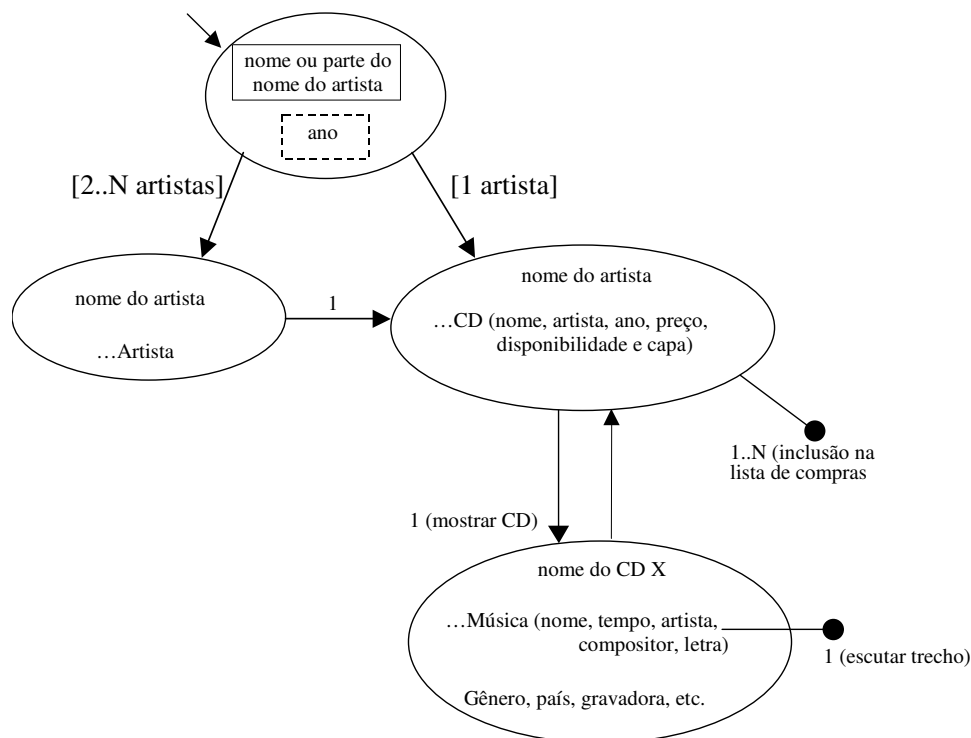 nome ou parte do
nome do artista
ano
[2..N artistas]
[1 artista]
nome do artista
…Artista
1
nome do artista
…CD (nome, artista, ano, preço,
disponibilidade e capa)
1..N (inclusão na
lista de compras
1 (mostrar CD)
nome do CD X
…Música (nome, tempo, artista,
compositor, letra)
Gênero, país, gravadora, etc.
1 (escutar trecho)